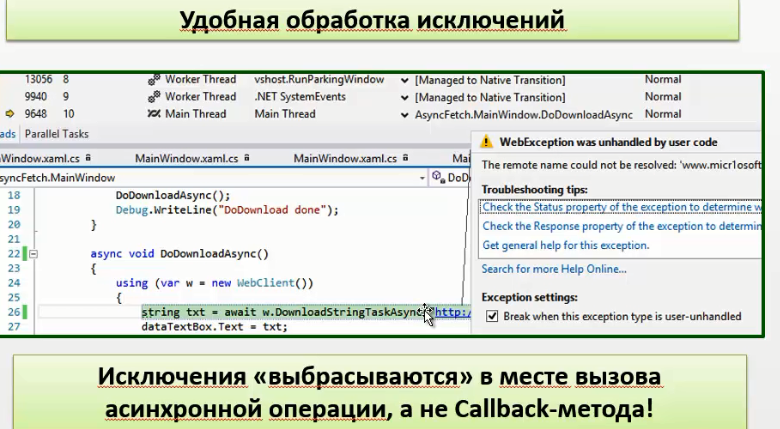 Удобная обработка исключений
13056 8 Worker Thread vshost.RunParkingWindow [Managed to Native Transition] Normal
9940 9 Worker Thread .NET SystemEvents [Managed to Native Transition] Normal
9648 10 Main Thread Main Thread AsyncFetch.MainWindow.DoDownloadAsync Normal
ads Parallel Tasks
WebException was unhandled by user code
The remote name could not be resolved: 'www.micr1osoft
MainWindow.xaml.cs MainWindow.xaml.cs MainWindow.xaml.cs Mai
syncFetch.MainWindow DoD
Troubleshooting tips:
Check the Status property of the exception to determine w
Check the Response property of the exception to determin
Get general help for this exception.
Search for more Help Online...
Exception settings:
Break when this exception type is user-unhandled
18 DoDownloadAsync();
19 Debug.WriteLine("DoDownload done");
20 }
21
22 async void DoDownloadAsync()
23 {
24 using (var w = new WebClient())
25 {
26 string txt = await w.DownloadStringTaskAsync("http:/
27 dataTextBox.Text = txt;
Исключения «выбрасываются» в месте вызова
асинхронной операции, а не Callback-метода!